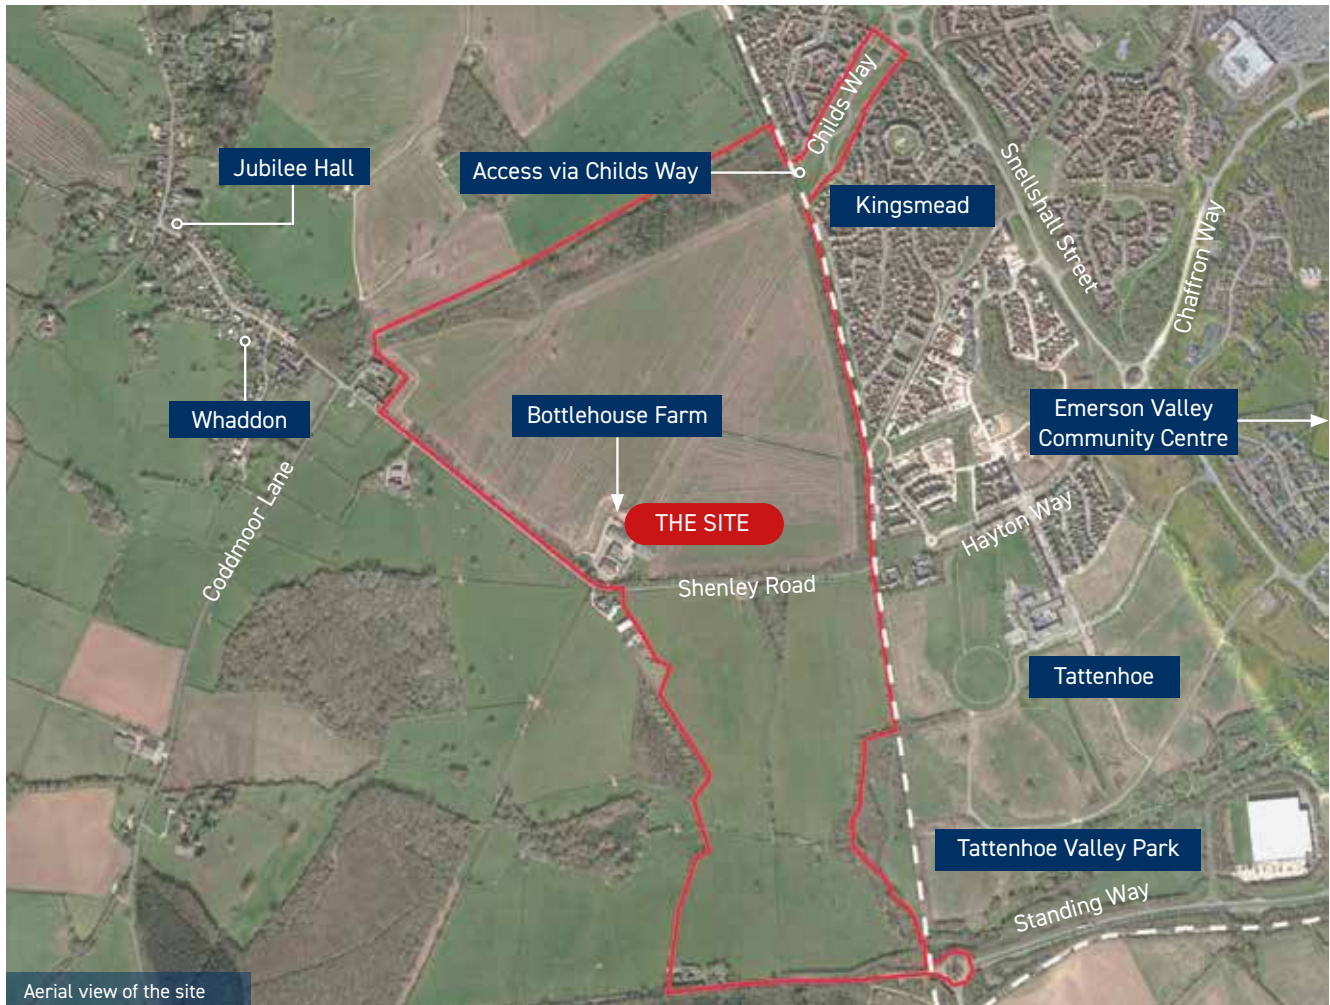 Childs Way
Jubilee Hall
Access via Childs Way
Snellshall Street
Kingsmead
Chaffron Way
Whaddon
Bottlehouse Farm
Emerson Valley
Community Centre
Coddmoor Lane
THE SITE
Hayton Way
Shenley Road
Tattenhoe
Tattenhoe Valley Park
Standing Way
Aerial view of the site